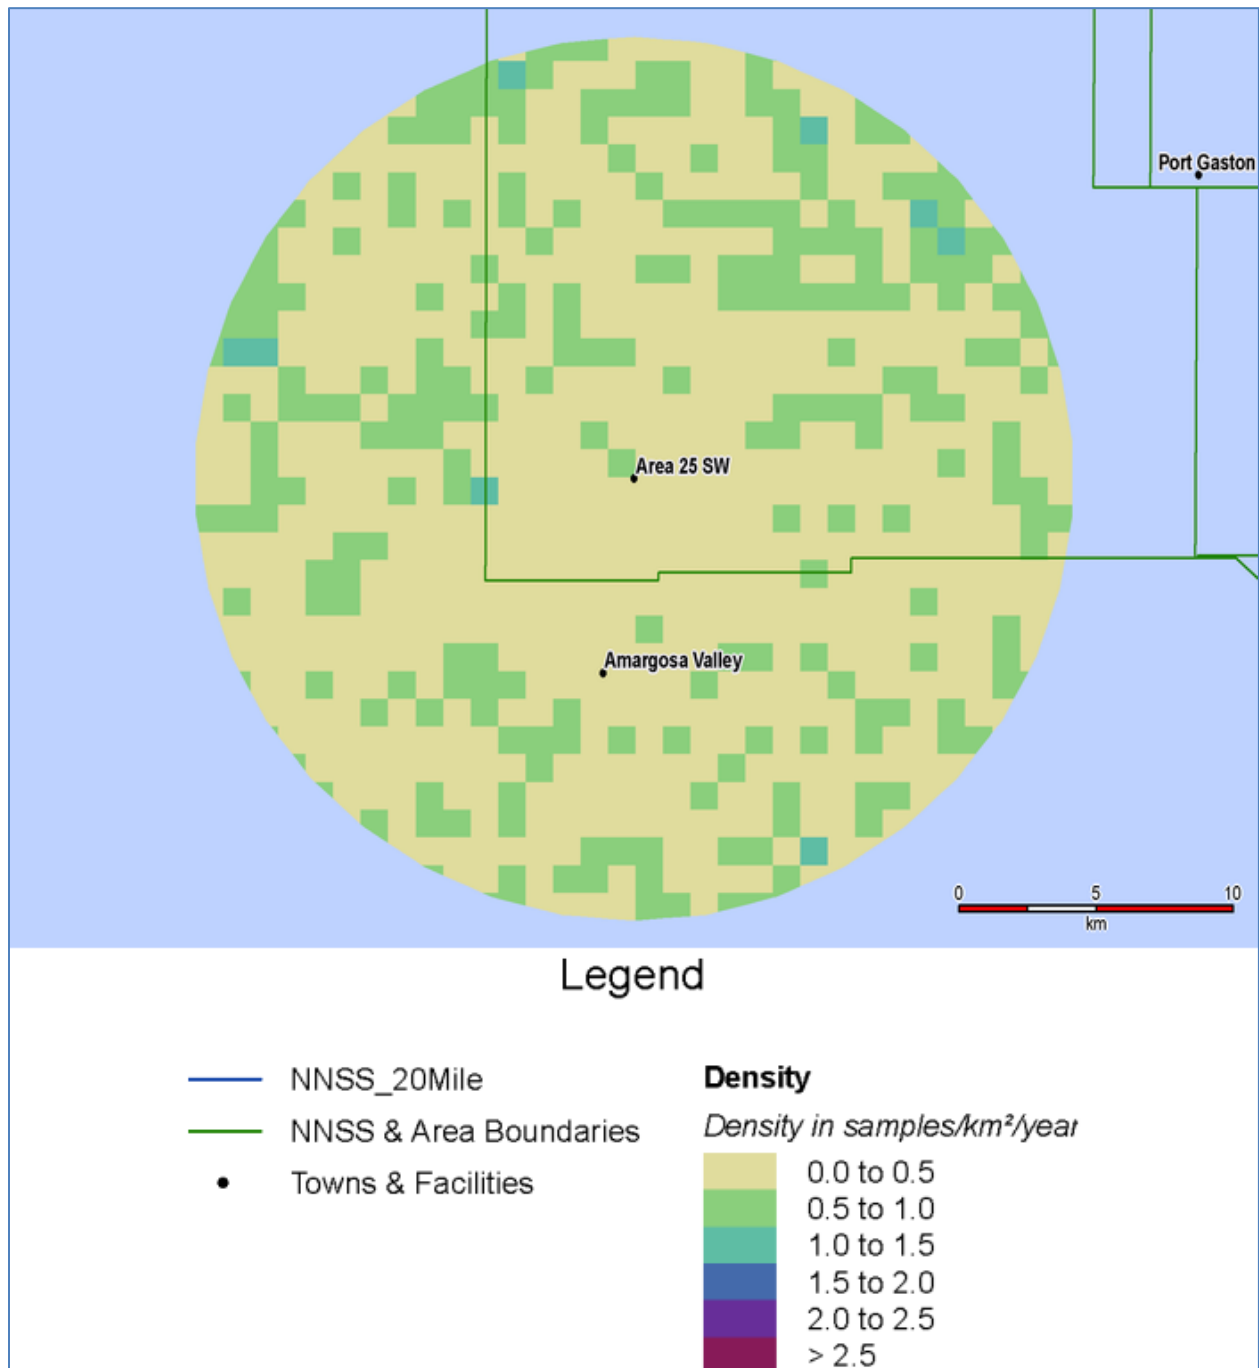 Port Gaston
Area 25 SW
Amargosa Valley
0 5 10
km
Legend
NNSS_20Mile
NNSS & Area Boundaries
Towns & Facilities
Density
Density in samples/km²/year
0.0 to 0.5
0.5 to 1.0
1.0 to 1.5
1.5 to 2.0
2.0 to 2.5
> 2.5